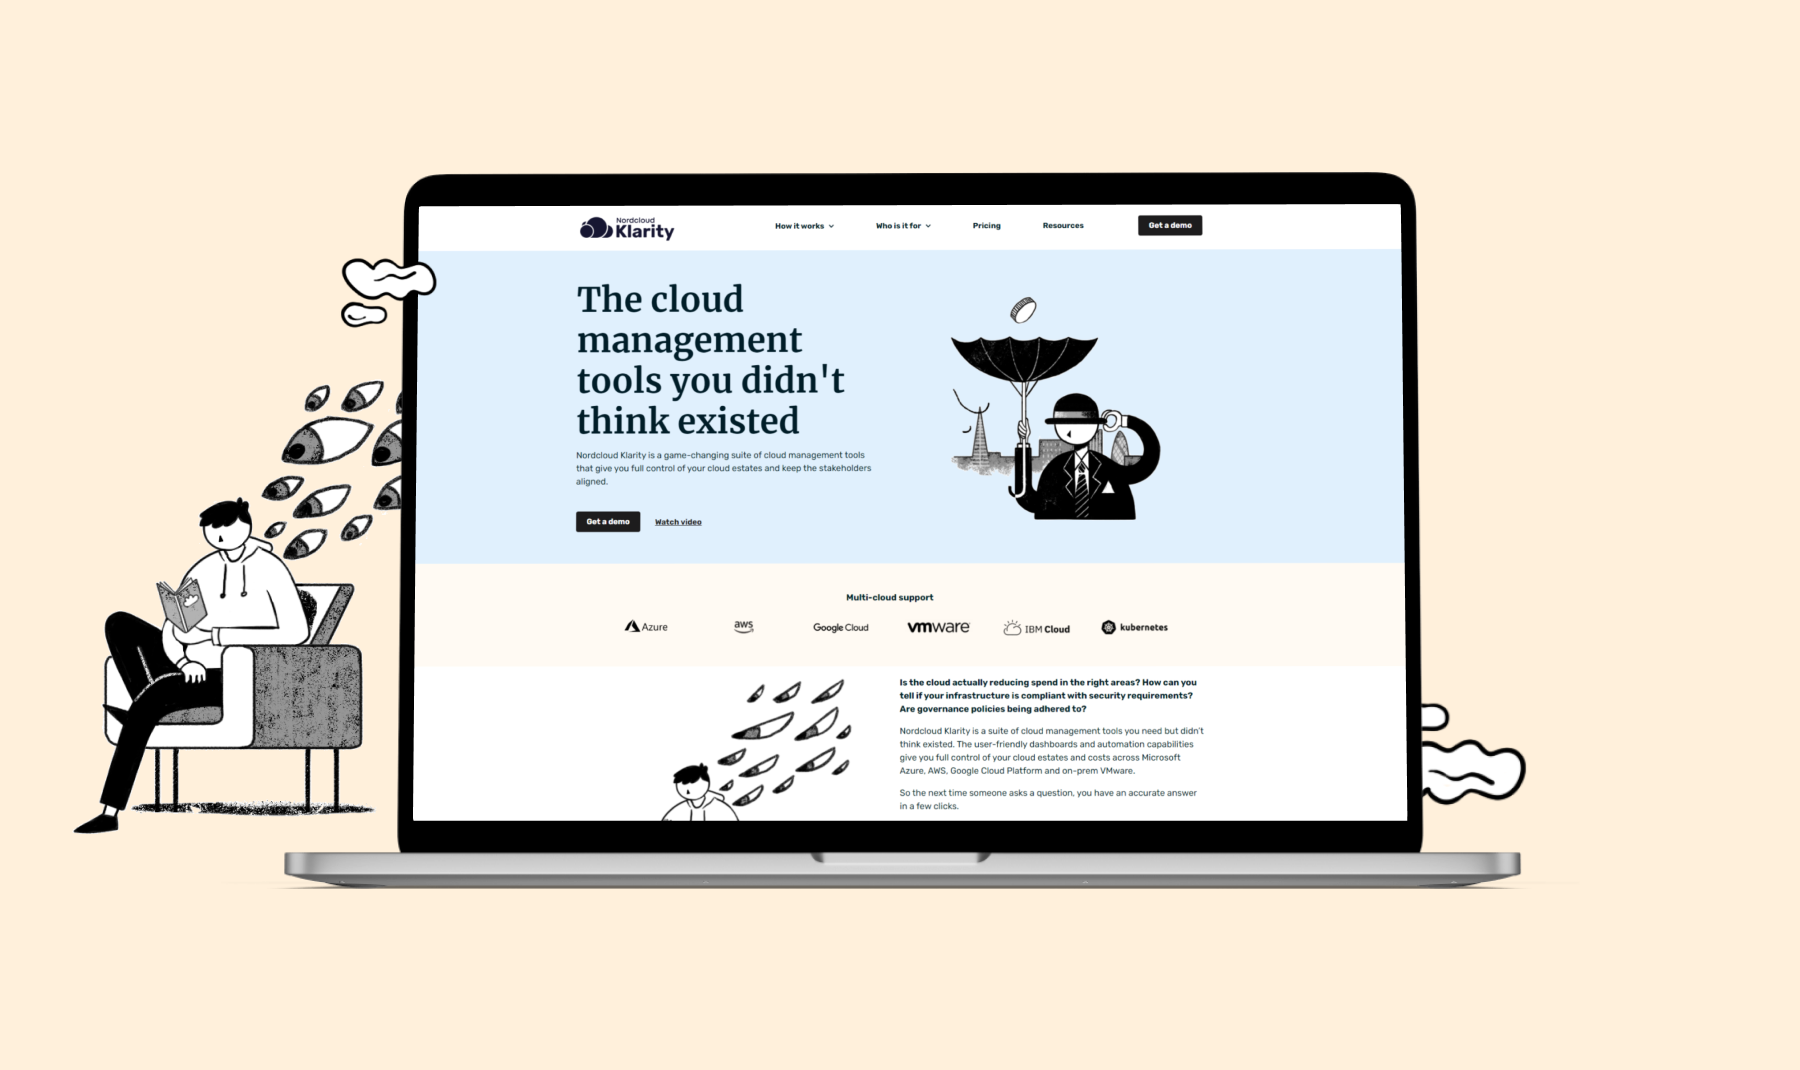 Nordcloud
Klarity
How it works
Who is it for
Pricing
Resources
Get a demo
The cloud
management
tools you didn't
think existed
Nordcloud Klarity is a game-changing suite of cloud management tools
that give you full control of your cloud estates and keep the stakeholders
aligned.
Get a demo
Watch video
Multi-cloud support
Azure
aws
Google Cloud
vmware
IBM Cloud
kubernetes
Is the cloud actually reducing spend in the right areas? How can you
tell if your infrastructure is compliant with security requirements?
Are governance policies being adhered to?
Nordcloud Klarity is a suite of cloud management tools you need but didn't
think existed. The user-friendly dashboards and automation capabilities
give you full control of your cloud estates and costs across Microsoft
Azure, AWS, Google Cloud Platform and on-prem VMware.
So the next time someone asks a question, you have an accurate answer
in a few clicks.